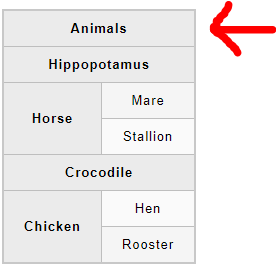 Animals
Hippopotamus
Horse
Mare
Stallion
Crocodile
Chicken
Hen
Rooster